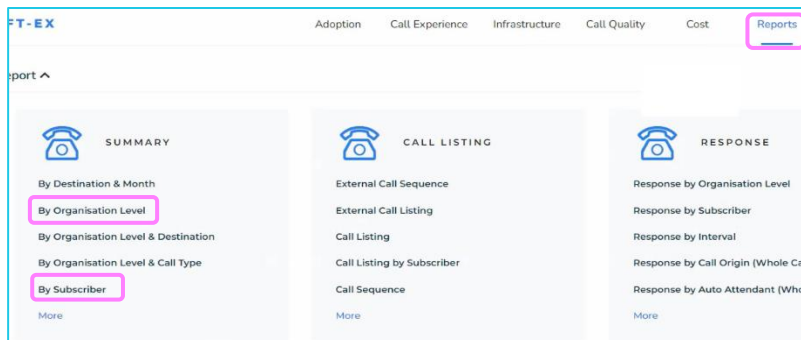 FT-EX
Adoption Call Experience Infrastructure Call Quality Cost Reports
eport
SUMMARY
By Destination & Month
By Organisation Level
By Organisation Level & Destination
By Organisation Level & Call Type
By Subscriber
More
CALL LISTING
External Call Sequence
External Call Listing
Call Listing
Call Listing by Subscriber
Call Sequence
More
RESPONSE
Response by Organisation Level
Response by Subscriber
Response by Interval
Response by Call Origin (Whole Ca
Response by Auto Attendant (Who
More